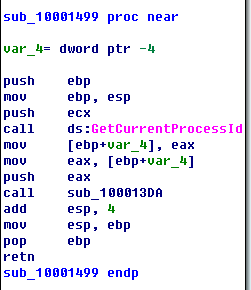 sub_10001499 proc near
var_4= dword ptr -4
push ebp
mov ebp, esp
push ecx
call ds:GetCurrentProcessId
mov [ebp+var_4], eax
mov eax, [ebp+var_4]
push eax
call sub_100013DA
add esp, 4
mov esp, ebp
pop ebp
retn
sub_10001499 endp